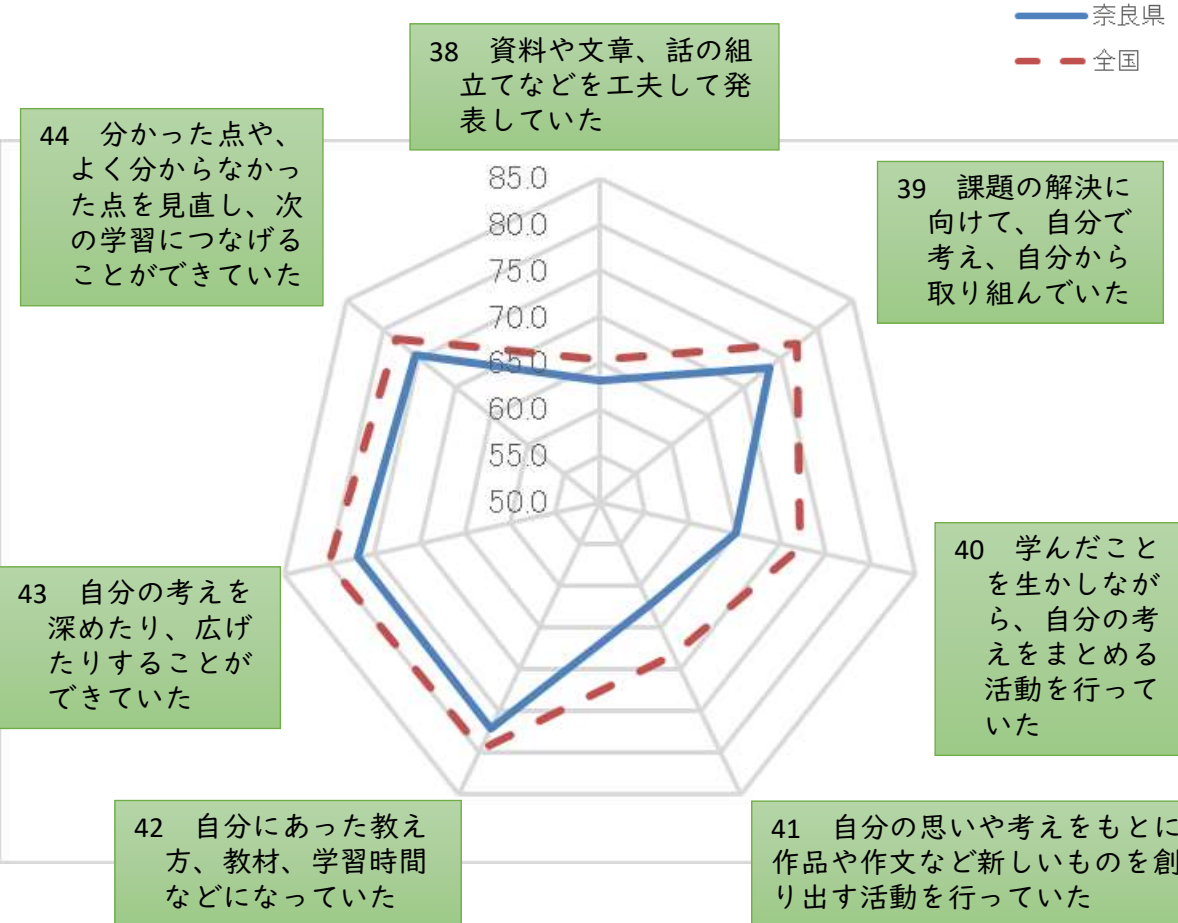 奈良県
全国
38 資料や文章、話の組
立てなどを工夫して発
表していた
44 分かった点や、
よく分からなかっ
た点を見直し、次
の学習につなげる
ことができていた
39 課題の解決に
向けて、自分で
考え、自分から
取り組んでいた
85.0
80.0
75.0
70.0
65.0
60.0
55.0
50.0
43 自分の考えを
深めたり、広げ
たりすることが
できていた
40 学んだこと
を生かしなが
ら、自分の考
えをまとめる
活動を行って
いた
42 自分にあった教え
方、教材、学習時間
などになっていた
41 自分の思いや考えをもとに
作品や作文など新しいものを創
り出す活動を行っていた